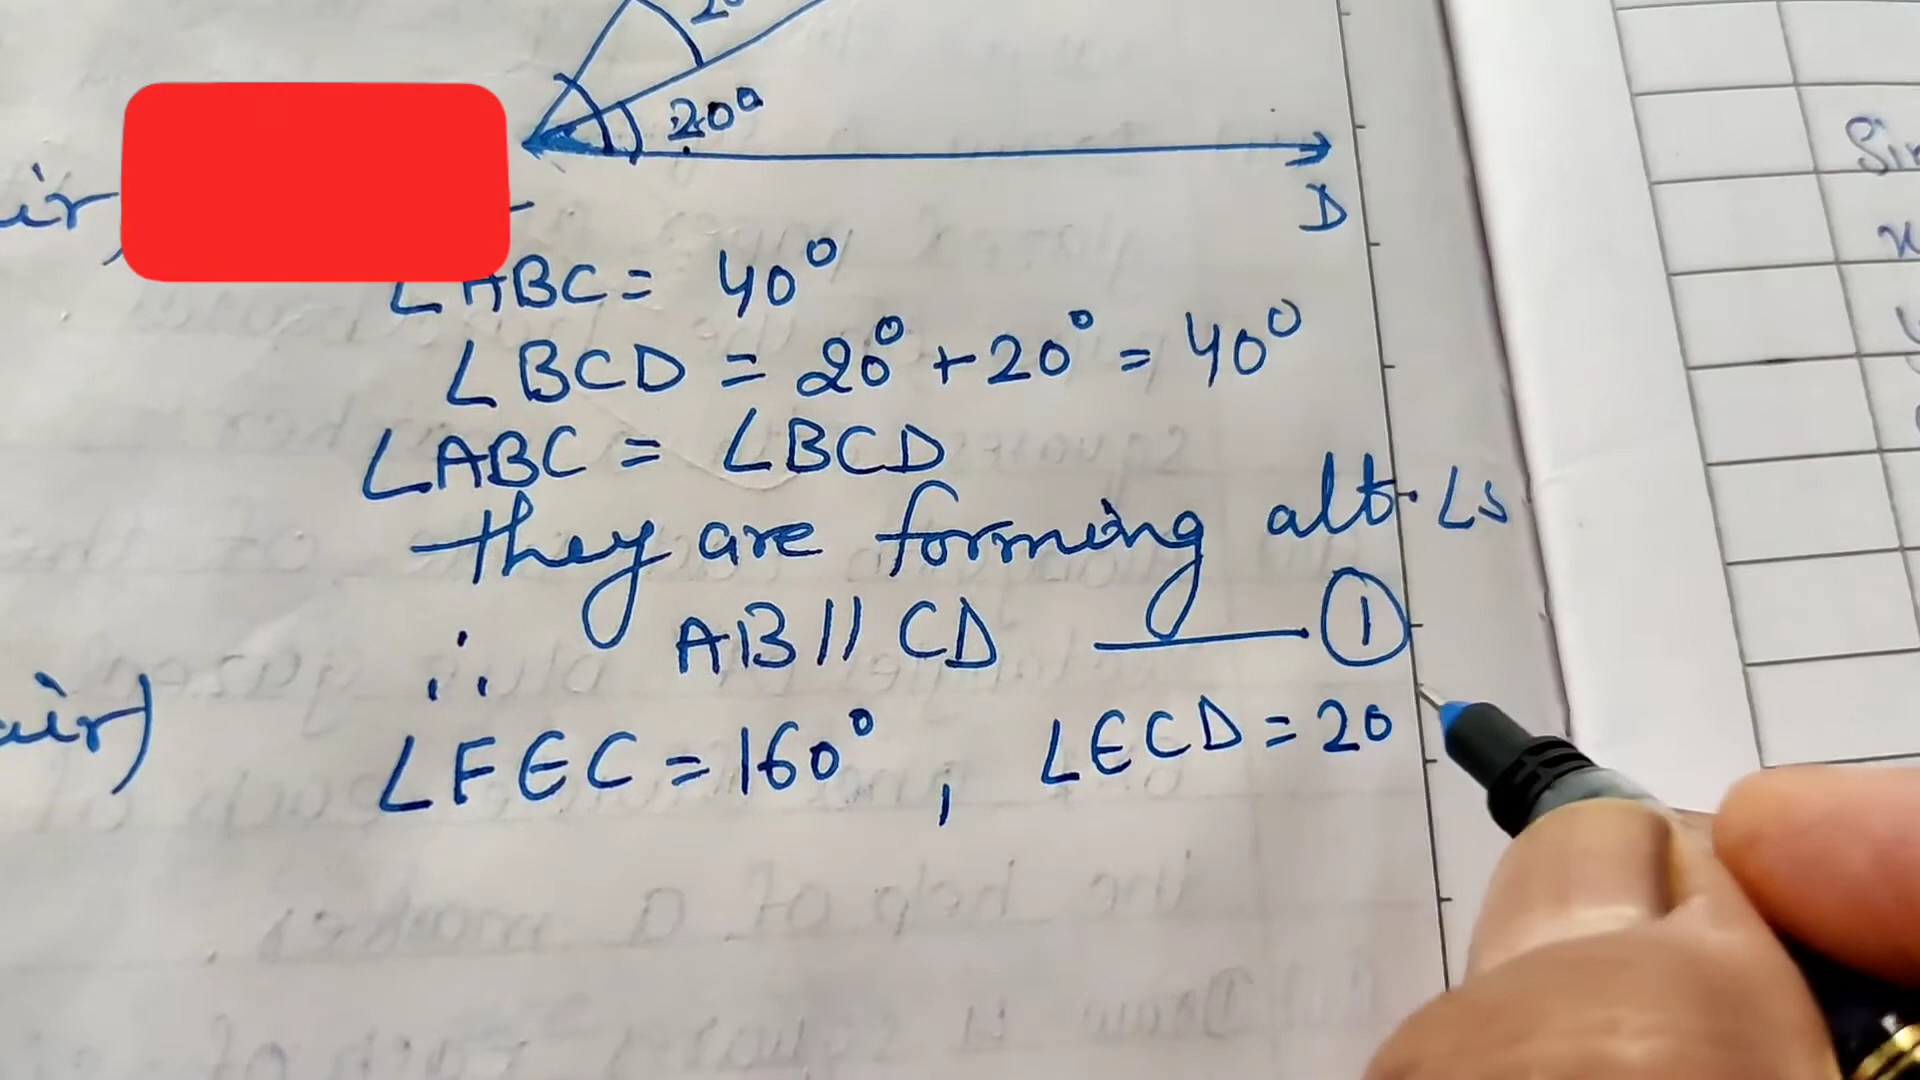 20°
D
∠ABC = 40°
∠BCD = 20° + 20° = 40°
∠ABC = ∠BCD
they are forming alt. ∠s
∴ AB // CD ——— ①
∠FEC = 160° , ∠ECD = 20